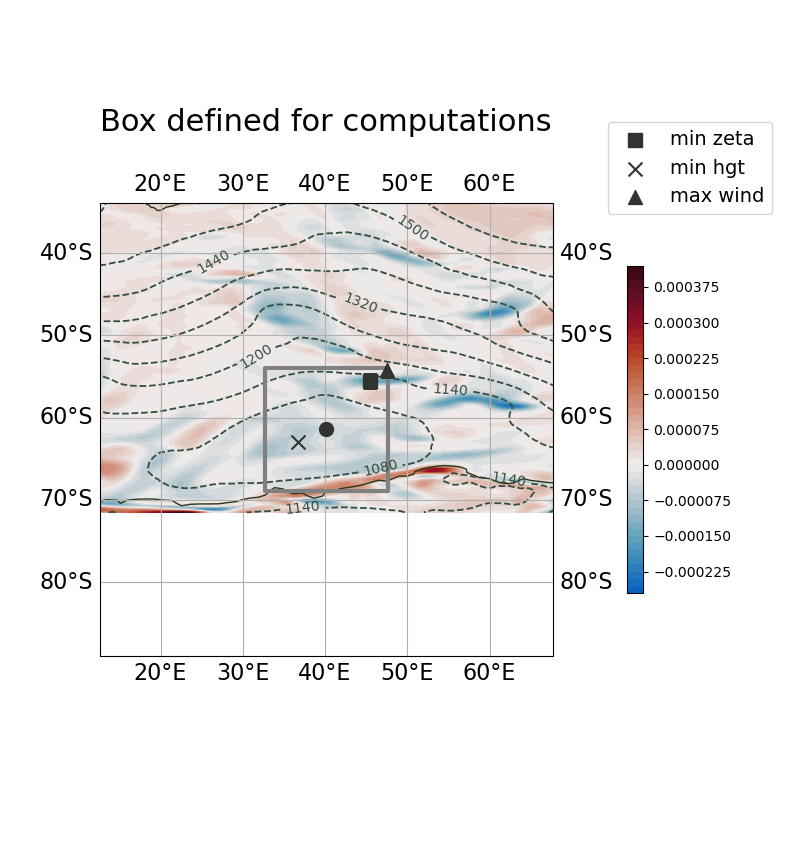 Box defined for computations
min zeta
min hgt
max wind
20°E 30°E 40°E 50°E 60°E
40°S 40°S
50°S 50°S
60°S 60°S
70°S 70°S
80°S 80°S
20°E 30°E 40°E 50°E 60°E
1500
1440
1320
1200
1140
1080
1140
1140
0.000375
0.000300
0.000225
0.000150
0.000075
0.000000
−0.000075
−0.000150
−0.000225